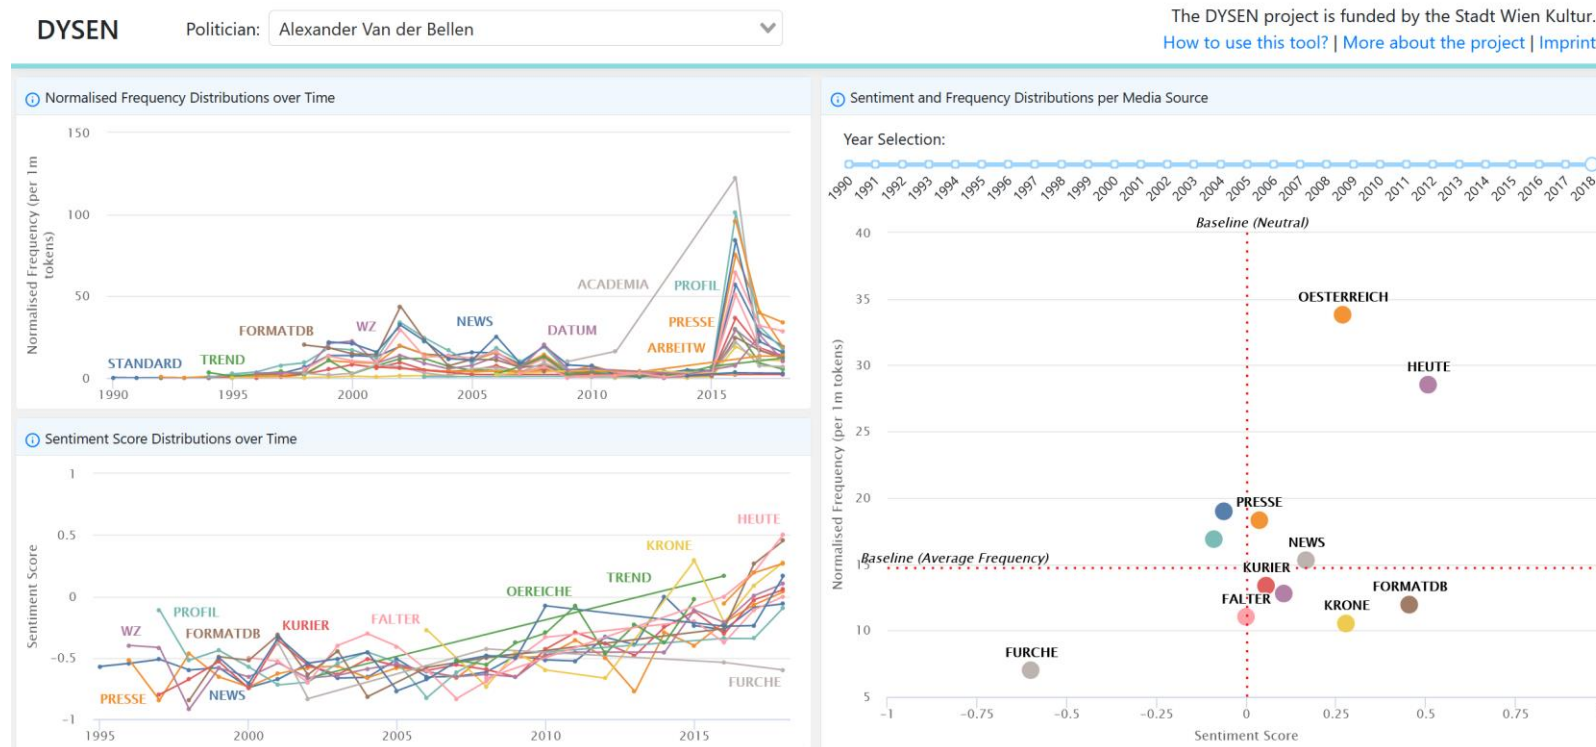 DYSEN
Politician: Alexander Van der Bellen
The DYSEN project is funded by the Stadt Wien Kultur.
How to use this tool? | More about the project | Imprint
Normalised Frequency Distributions over Time
Normalised Frequency (per 1m
tokens)
150
100
50
0
ACADEMIA
PROFIL
FORMATDB
WZ
NEWS
DATUM
PRESSE
ARBEITW
STANDARD
TREND
1990
1995
2000
2005
2010
2015
Sentiment Score Distributions over Time
Sentiment Score
1
0.5
0
-0.5
-1
HEUTE
KRONE
TREND
OEREICHE
PROFIL
FALTER
WZ
FORMATDB
KURIER
FURCHE
PRESSE
NEWS
1995
2000
2005
2010
2015
Sentiment and Frequency Distributions per Media Source
Year Selection:
1990
1991
1992
1993
1994
1995
1996
1997
1998
1999
2000
2001
2002
2003
2004
2005
2006
2007
2008
2009
2010
2011
2012
2013
2014
2015
2016
2017
2018
Baseline (Neutral)
Normalised Frequency (per 1m tokens)
40
35
30
25
20
15
10
5
OESTERREICH
HEUTE
PRESSE
NEWS
Baseline (Average Frequency)
KURIER
FORMATDB
FALTER
KRONE
FURCHE
-1
-0.75
-0.5
-0.25
0
0.25
0.5
0.75
Sentiment Score